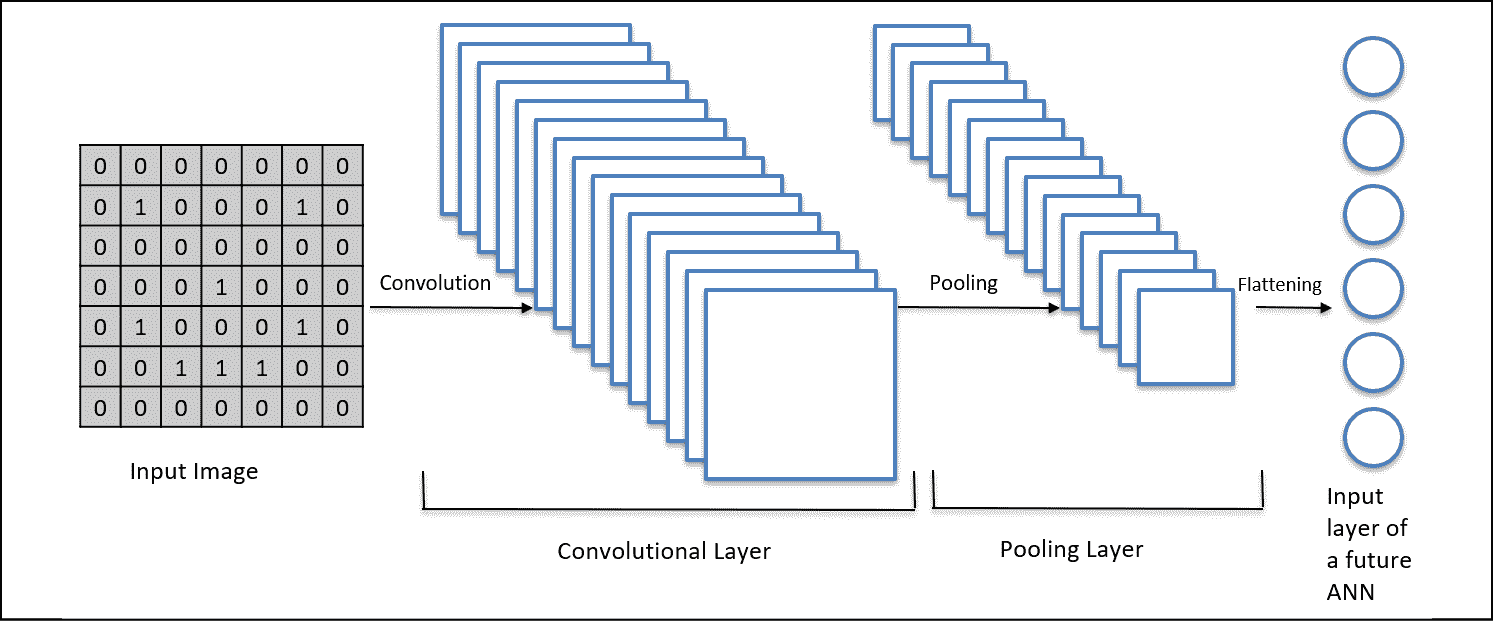 0 0 0 0 0 0 0
0 1 0 0 0 1 0
0 0 0 0 0 0 0
0 0 0 1 0 0 0
0 1 0 0 0 1 0
0 0 1 1 1 0 0
0 0 0 0 0 0 0
Input Image
Convolution
Convolutional Layer
Pooling
Pooling Layer
Flattening
Input
layer of
a future
ANN